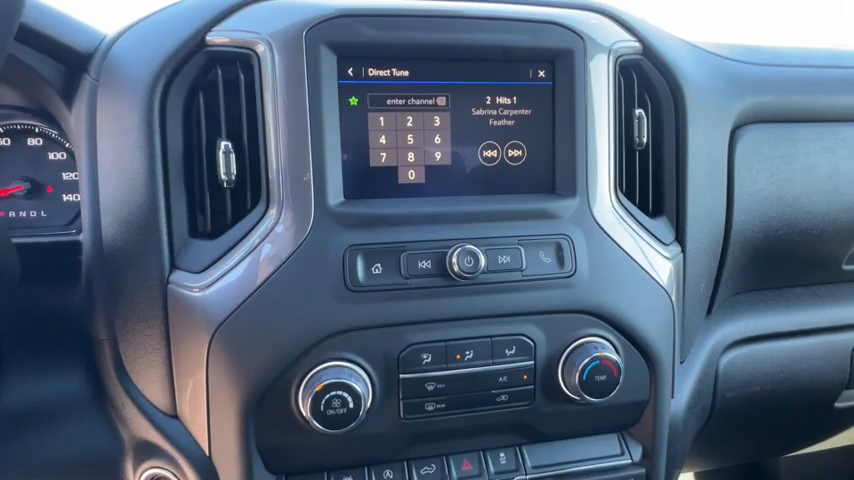 Direct Tune
enter channel
2 Hits 1
Sabrina Carpenter
Feather
1 2 3
4 5 6
7 8 9
0
60 80
100
120
140
R N D L
A/C
REAR
ON/OFF
TEMP